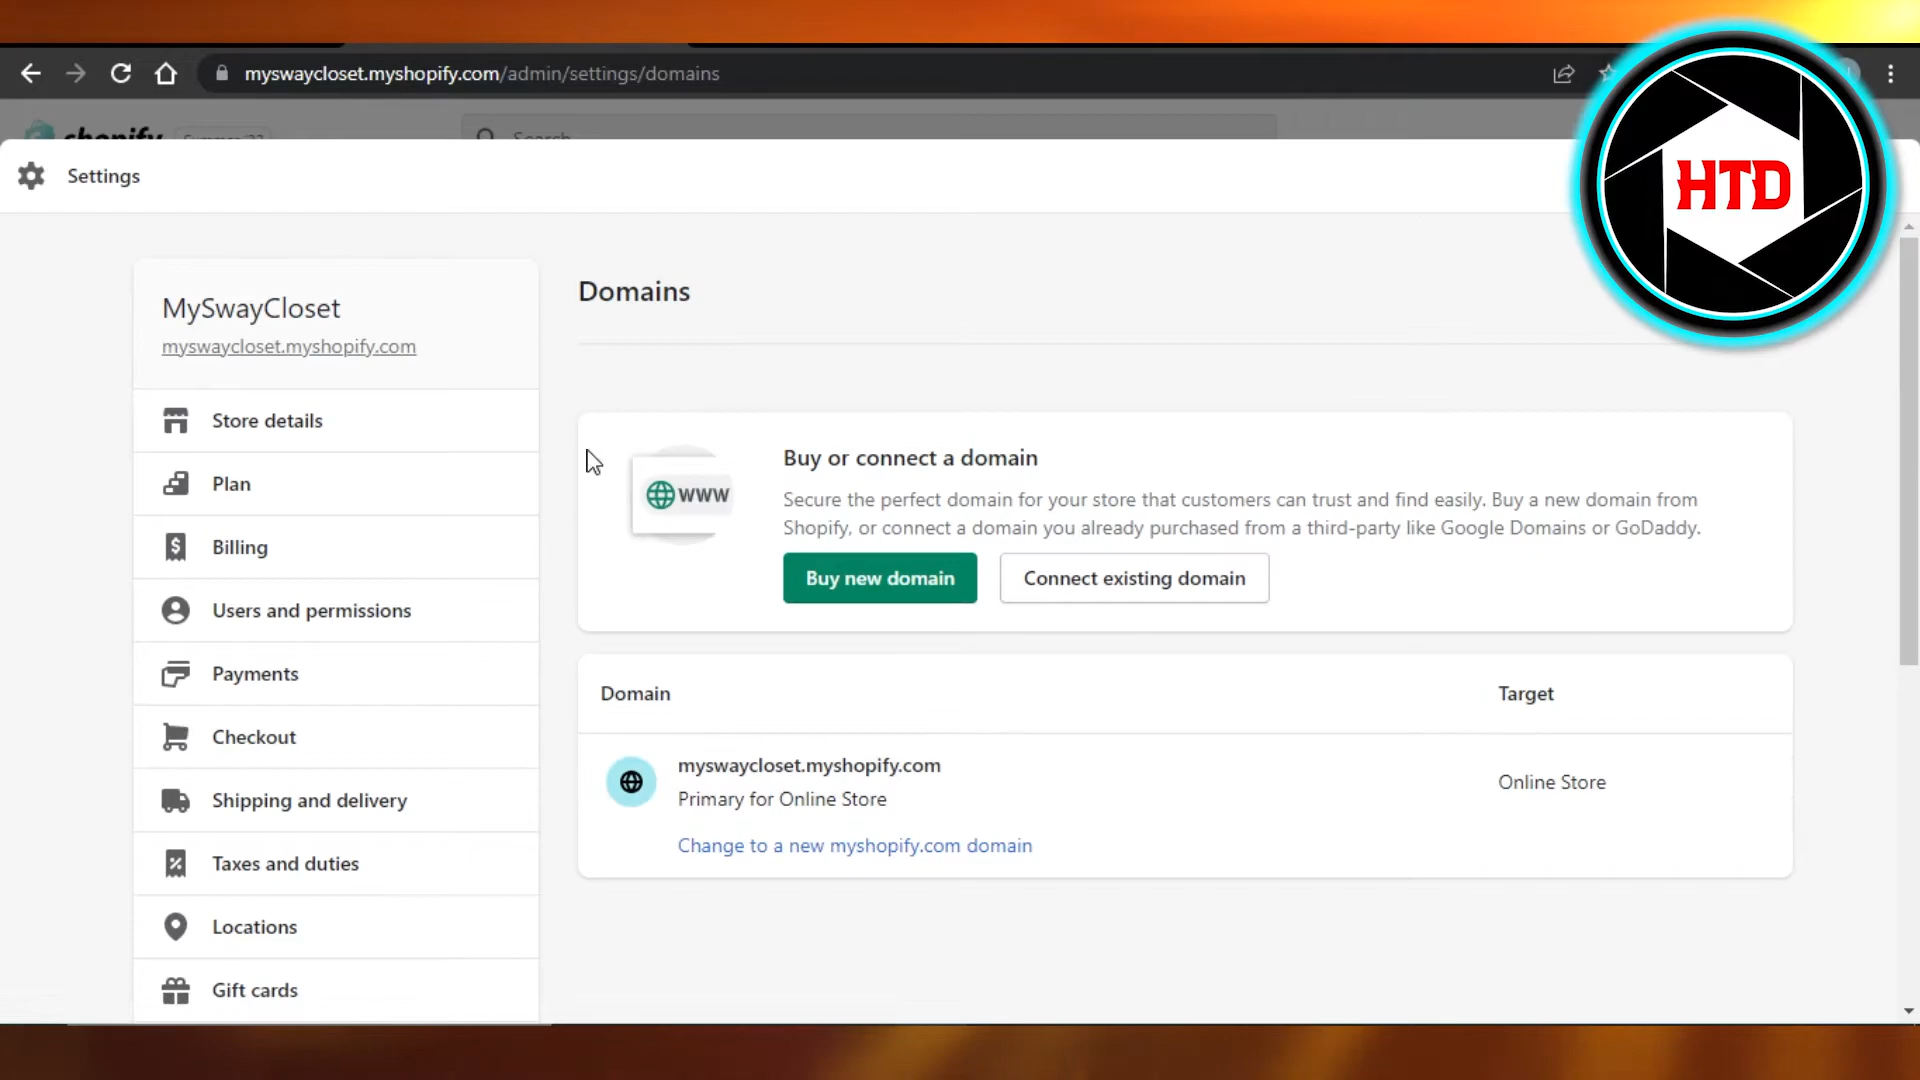 myswaycloset.myshopify.com/admin/settings/domains
shopify Summer '22 Search
HTD
Settings
MySwayCloset
myswaycloset.myshopify.com
Store details
Plan
Billing
Users and permissions
Payments
Checkout
Shipping and delivery
Taxes and duties
Locations
Gift cards
Domains
www
Buy or connect a domain
Secure the perfect domain for your store that customers can trust and find easily. Buy a new domain from
Shopify, or connect a domain you already purchased from a third-party like Google Domains or GoDaddy.
Buy new domain Connect existing domain
Domain Target
myswaycloset.myshopify.com
Primary for Online Store
Online Store
Change to a new myshopify.com domain